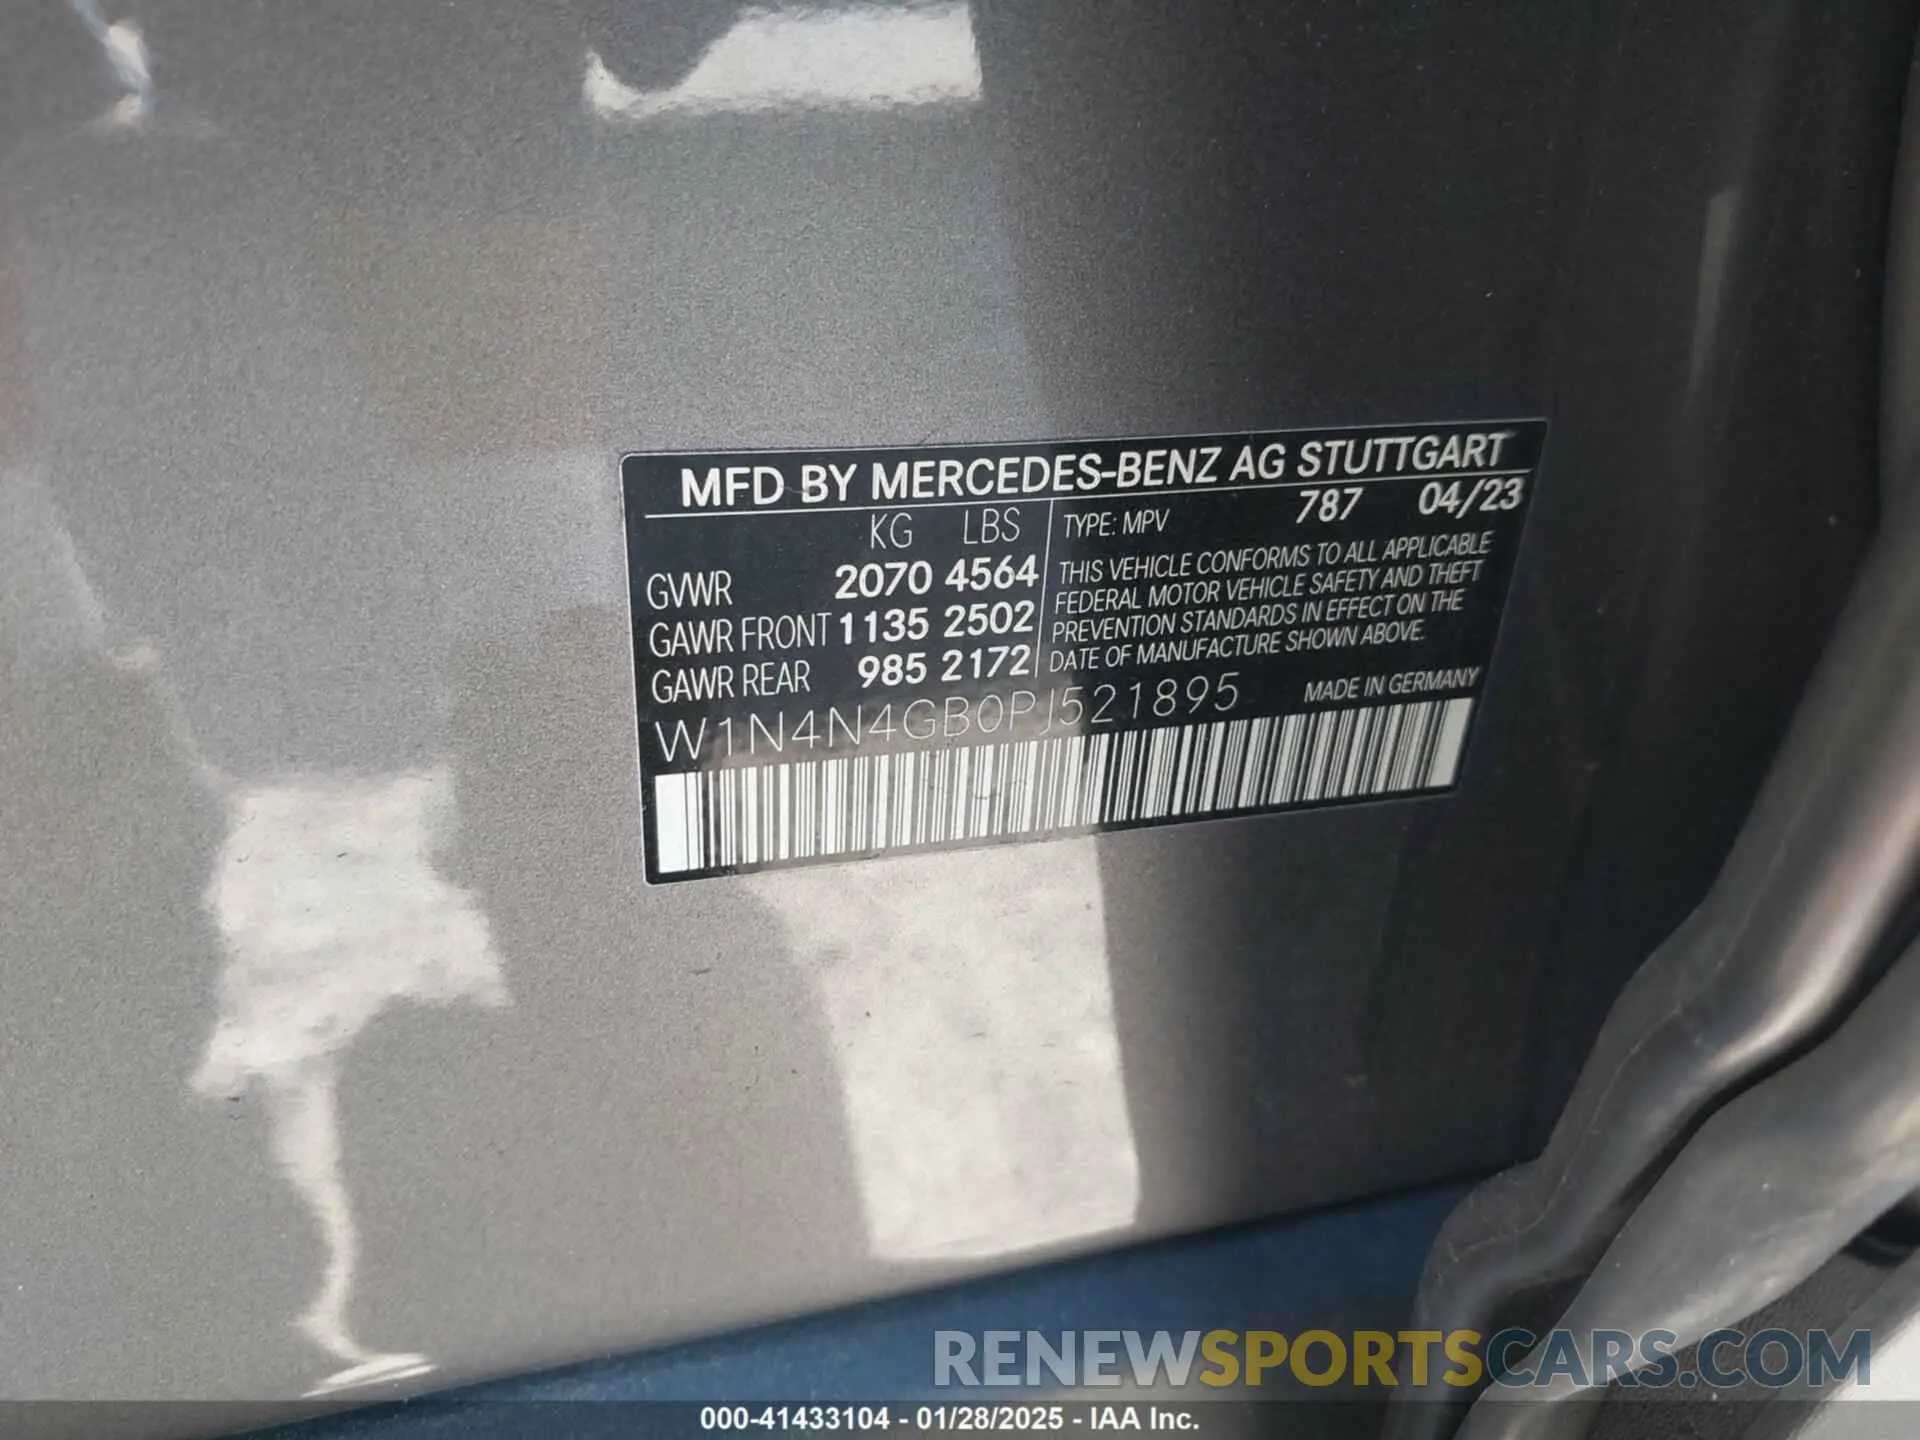 MFD BY MERCEDES-BENZ AG STUTTGART
KG LBS
TYPE: MPV 787 04/23
GVWR 2070 4564
GAWR FRONT 1135 2502
GAWR REAR 985 2172
THIS VEHICLE CONFORMS TO ALL APPLICABLE
FEDERAL MOTOR VEHICLE SAFETY AND THEFT
PREVENTION STANDARDS IN EFFECT ON THE
DATE OF MANUFACTURE SHOWN ABOVE.
W1N4N4GB0PJ521895
MADE IN GERMANY
RENEWSPORTSCARS.COM
000-41433104 - 01/28/2025 - IAA Inc.